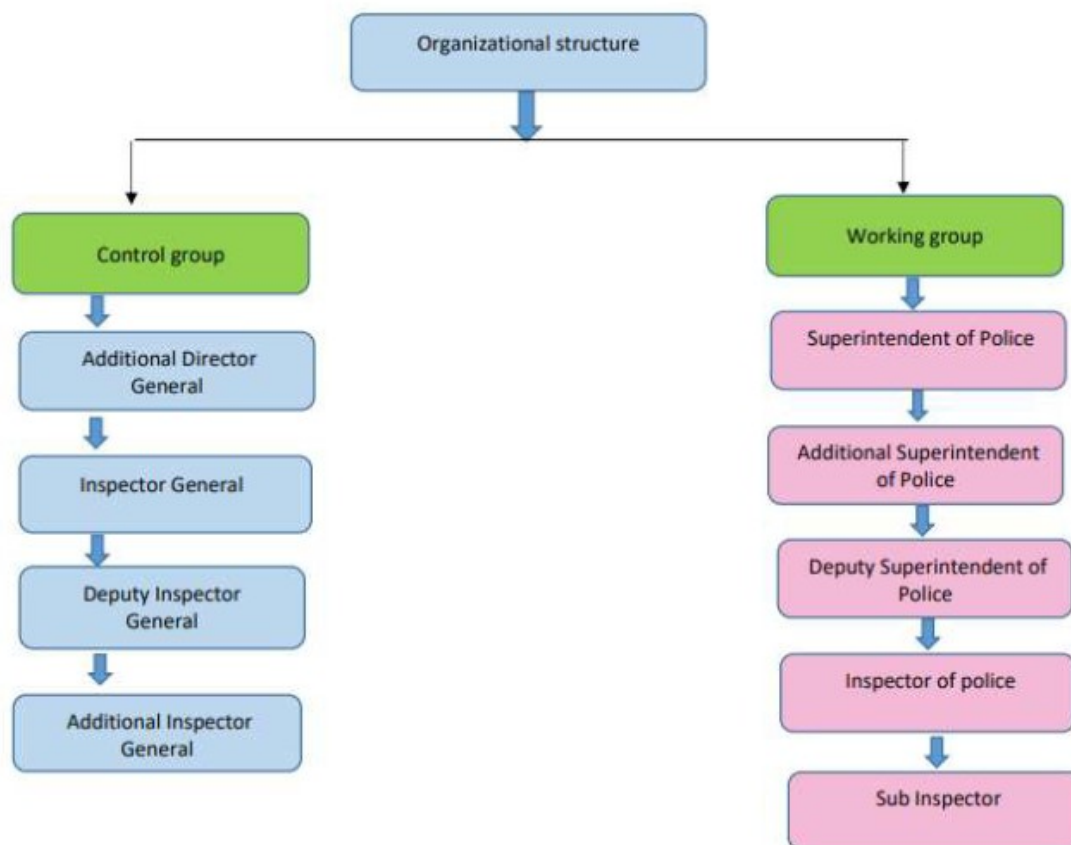 Organizational structure
Control group
Additional Director
General
Inspector General
Deputy Inspector
General
Additional Inspector
General
Working group
Superintendent of Police
Additional Superintendent
of Police
Deputy Superintendent of
Police
Inspector of police
Sub Inspector